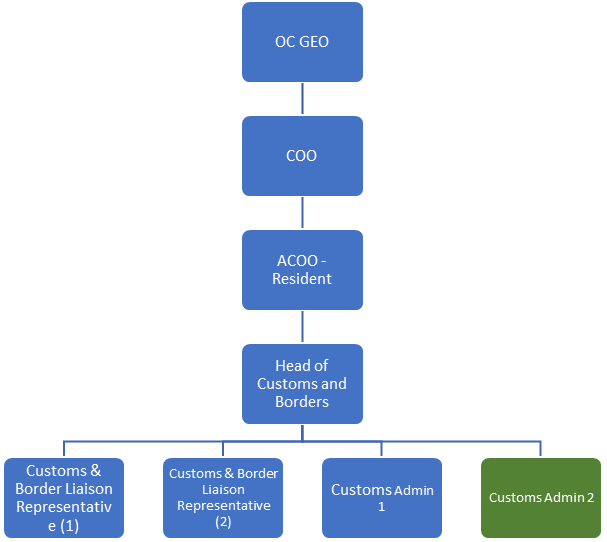 OC GEO
COO
ACOO -
Resident
Head of
Customs and
Borders
Customs &
Border Liaison
Representativ
e (1)
Customs & Border
Liaison
Representative
(2)
Customs Admin
1
Customs Admin 2